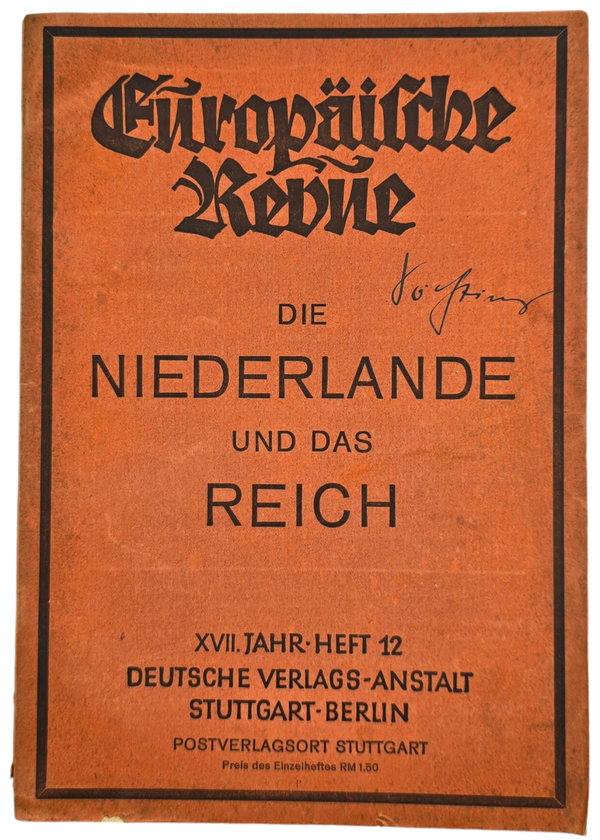 Europäische
Revue
DIE
NIEDERLANDE
UND DAS
REICH
XVII. JAHR · HEFT 12
DEUTSCHE VERLAGS-ANSTALT
STUTTGART-BERLIN
POSTVERLAGSORT STUTTGART
Preis des Einzelheftes RM 1.50